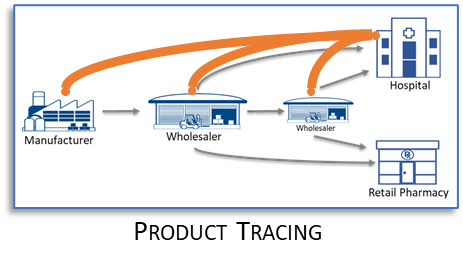 Hospital
Manufacturer
Wholesaler
Wholesaler
Retail Pharmacy
PRODUCT TRACING